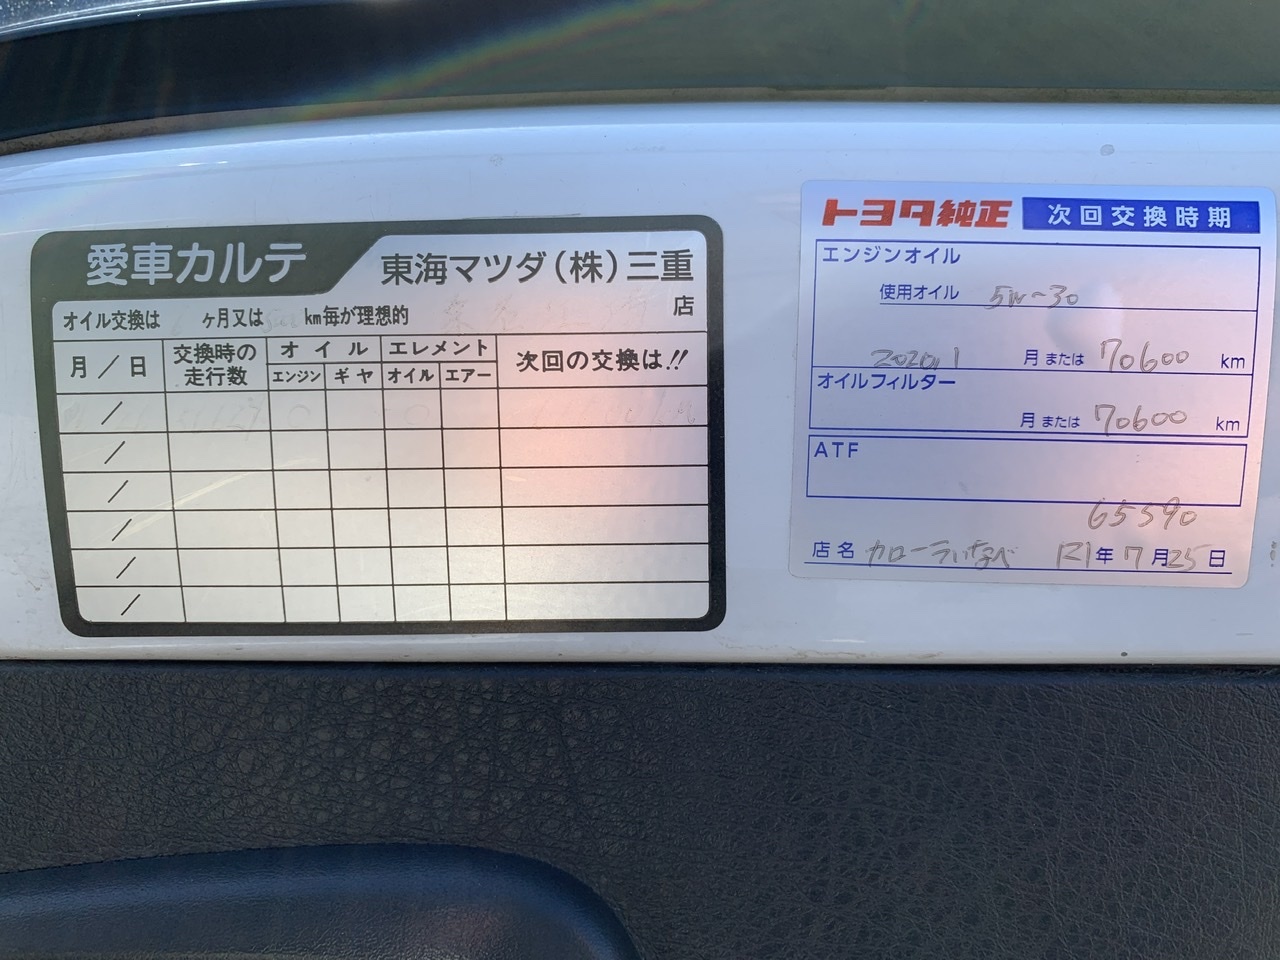 愛車カルテ
東海マツダ(株)三重
店
オイル交換は ヶ月又は km毎が理想的
月/日 交換時の走行数 オイル エレメント 次回の交換は!!
エンジン ギヤ オイル エアー
/
/
/
/
/
/
トヨタ純正 次回交換時期
エンジンオイル
使用オイル 5W~30
2020,1 月または 70600 km
オイルフィルター
月または 70600 km
ATF
65590
店名 カローラいなべ R1年7月25日